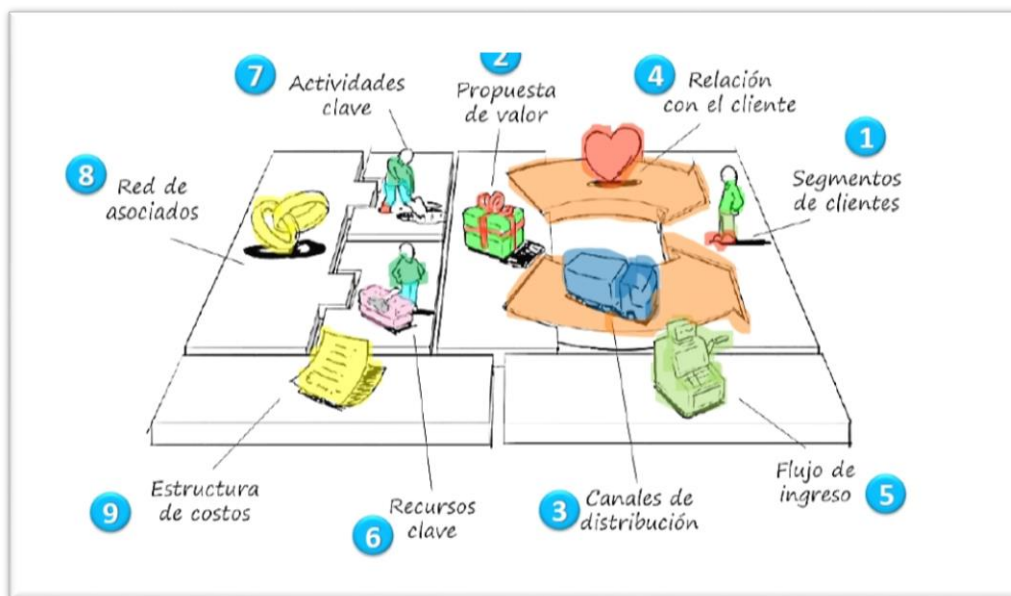 2
7
Actividades
clave
Propuesta
de valor
4
Relación
con el cliente
1
Segmentos
de clientes
8
Red de
asociados
9
Estructura
de costos
6
Recursos
clave
3
Canales de
distribución
Flujo de
ingreso
5